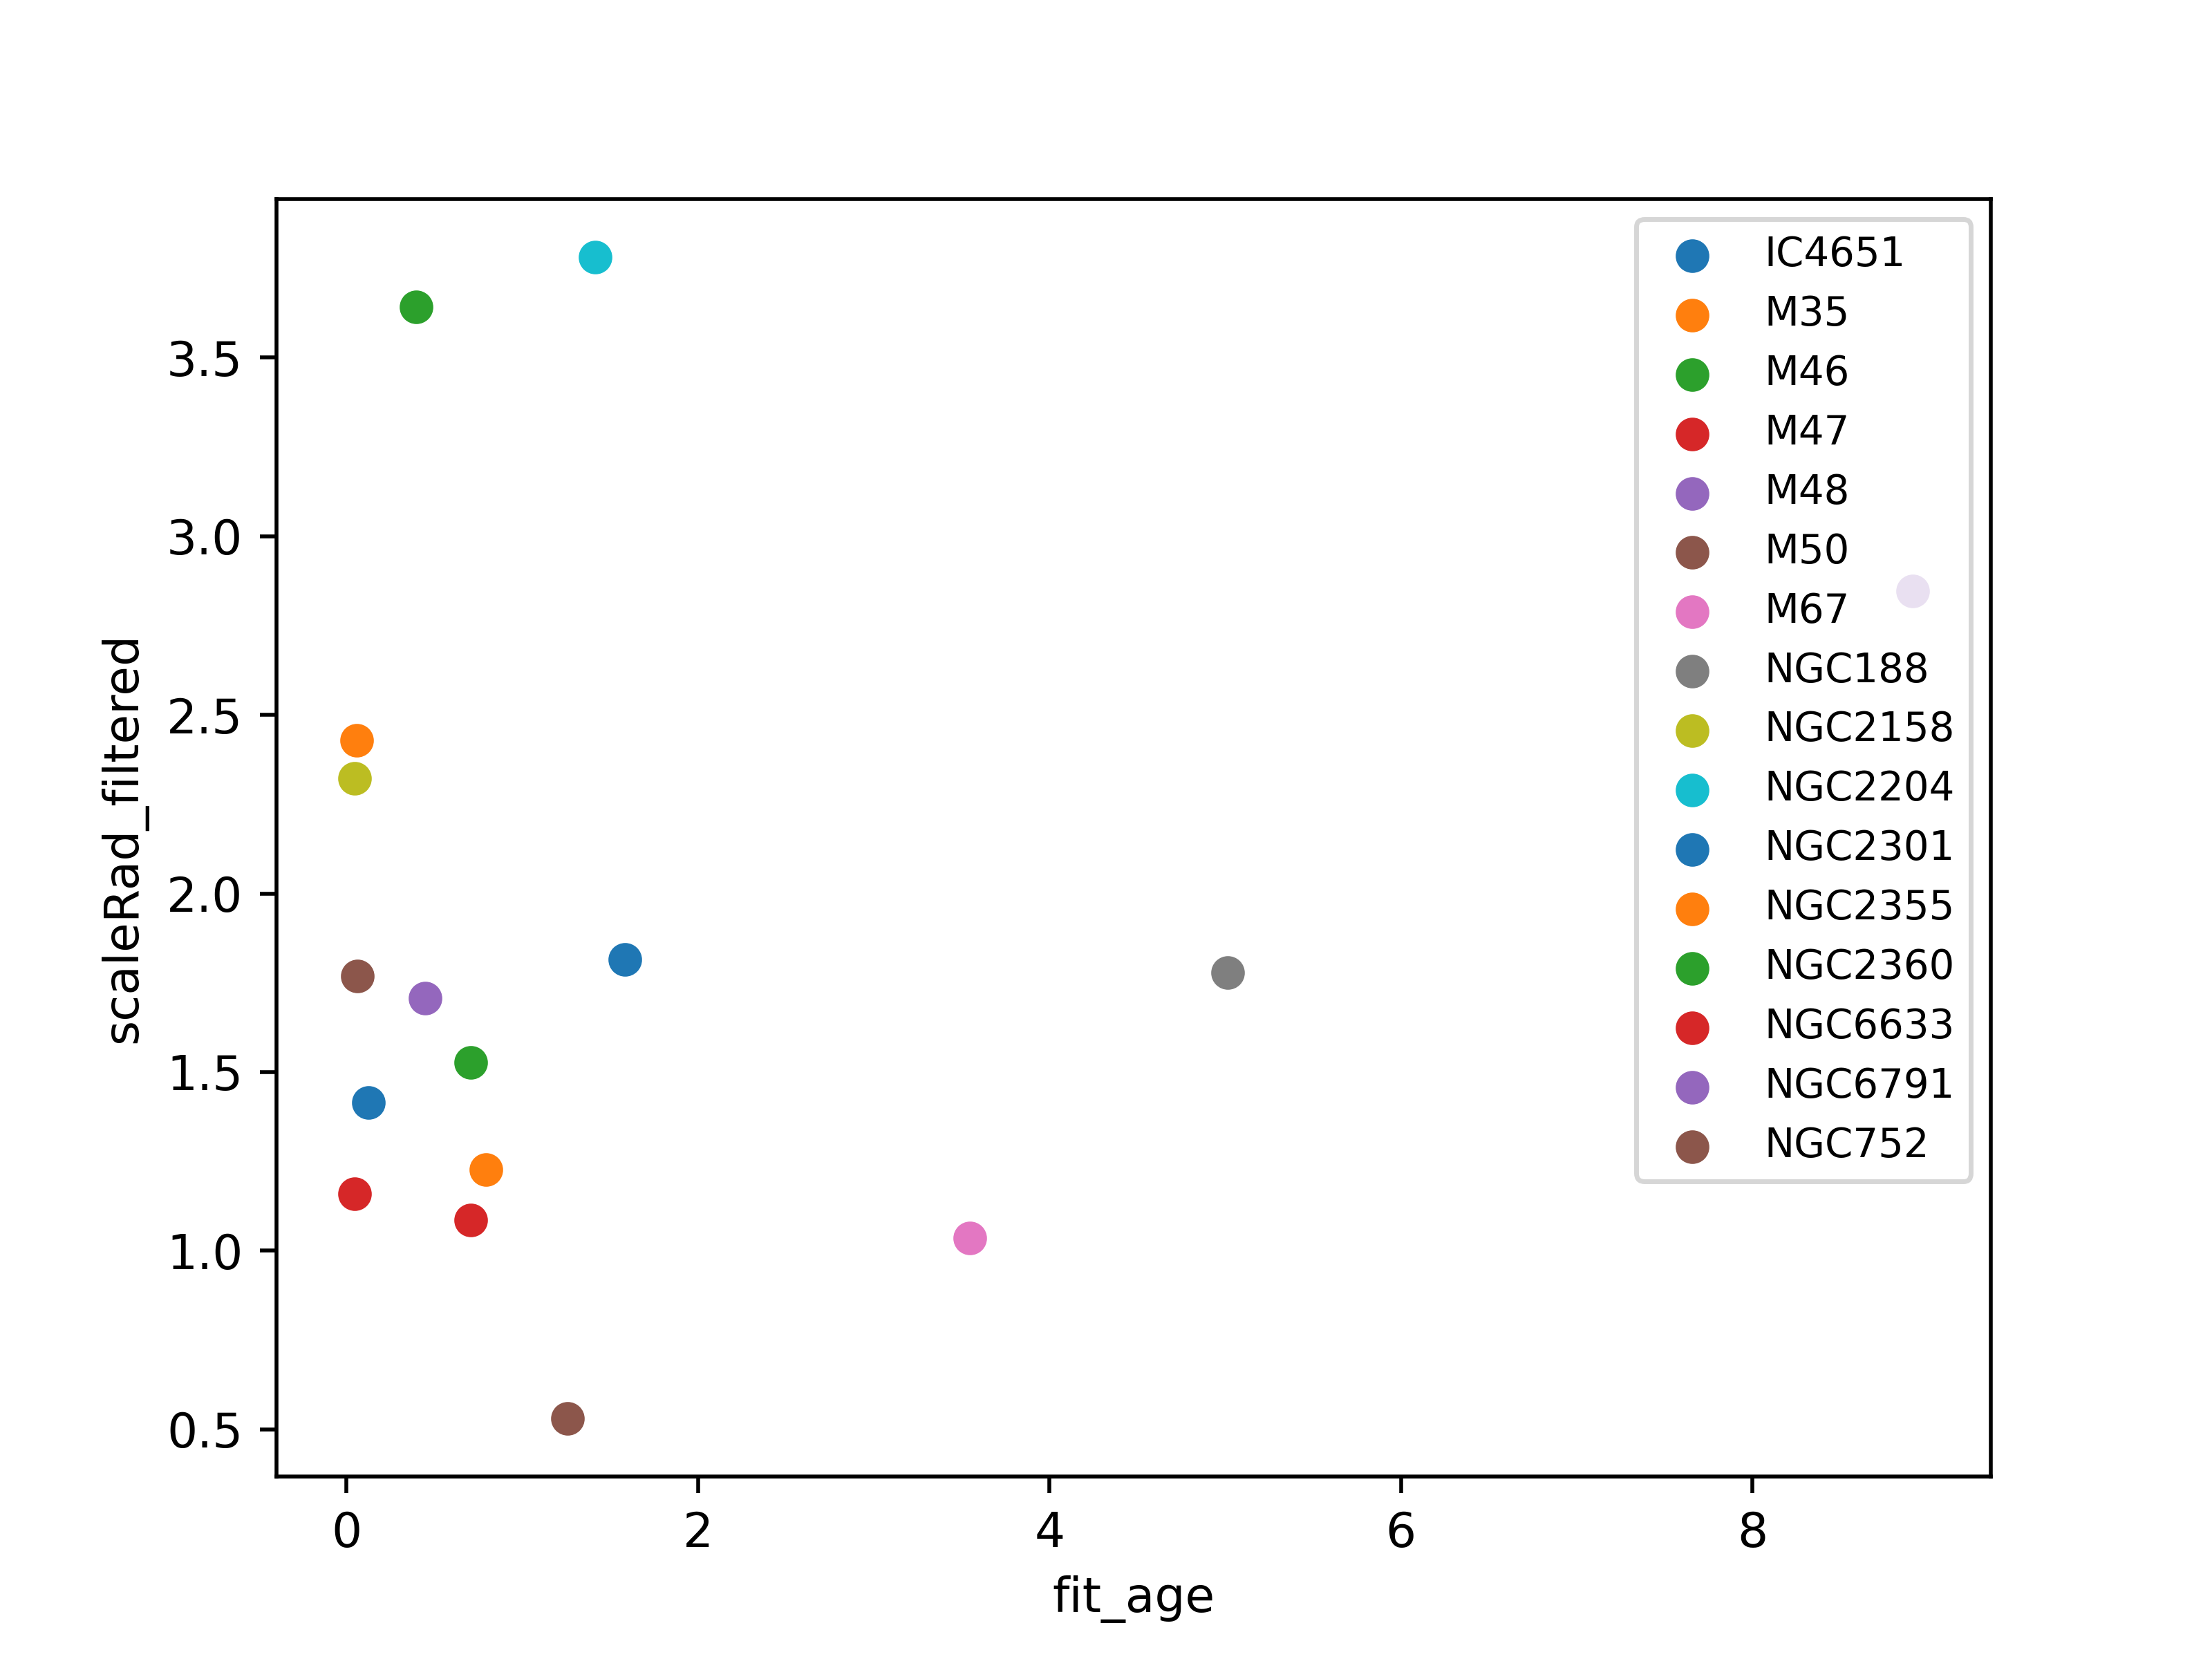 3.5
3.0
2.5
2.0
1.5
1.0
0.5
scaleRad_filtered
IC4651
M35
M46
M47
M48
M50
M67
NGC188
NGC2158
NGC2204
NGC2301
NGC2355
NGC2360
NGC6633
NGC6791
NGC752
0 2 4 6 8
fit_age